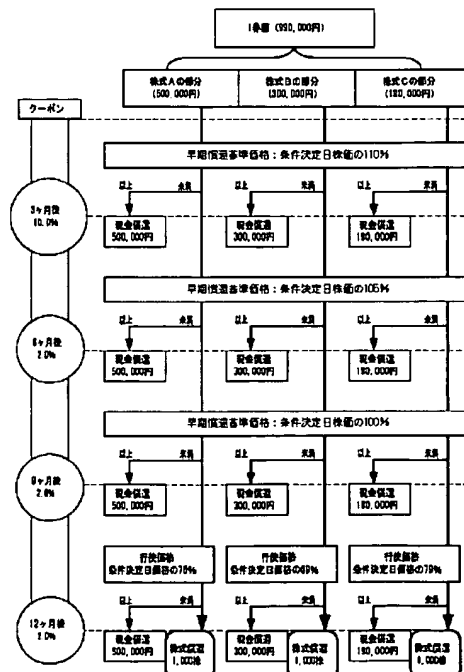 1券面 (990,000円)
株式Aの部分
(500,000円)
株式Bの部分
(300,000円)
株式Cの部分
(190,000円)
クーポン
早期償還基準価格：条件決定日株価の110%
以上 未満
以上 未満
以上 未満
3ヶ月後
10.0%
現金償還
500,000円
現金償還
300,000円
現金償還
190,000円
早期償還基準価格：条件決定日株価の105%
以上 未満
以上 未満
以上 未満
6ヶ月後
2.0%
現金償還
500,000円
現金償還
300,000円
現金償還
190,000円
早期償還基準価格：条件決定日株価の100%
以上 未満
以上 未満
以上 未満
9ヶ月後
2.0%
現金償還
500,000円
現金償還
300,000円
現金償還
190,000円
行使価格
条件決定日価格の
行使価格
条件決定日価格の
行使価格
条件決定日価格の79%
以上 未満
以上 未満
以上 未満
12ヶ月後
2.0%
現金償還
500,000円
株式償還
1,000株
現金償還
300,000円
株式償還
1,000株
現金償還
190,000円
株式償還
1,000株